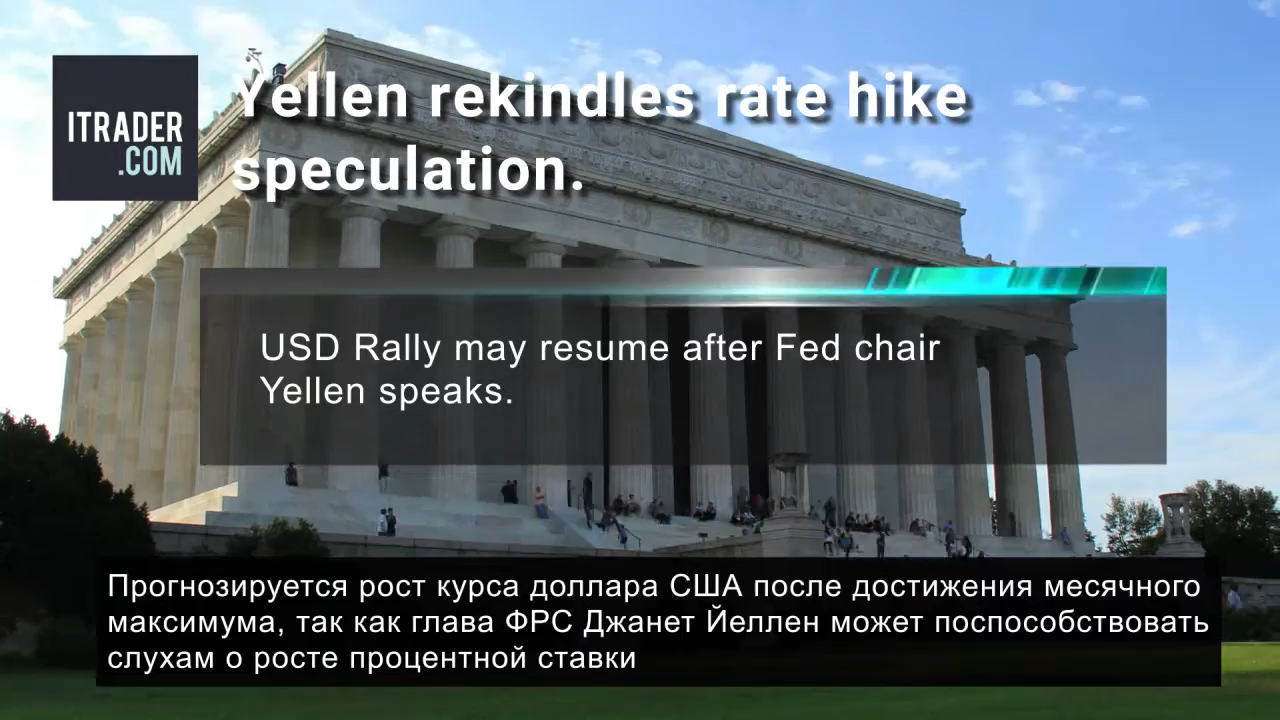 ITRADER
.COM
Yellen rekindles rate hike
speculation.
USD Rally may resume after Fed chair
Yellen speaks.
Прогнозируется рост курса доллара США после достижения месячного
максимума, так как глава ФРС Джанет Йеллен может поспособствовать
слухам о росте процентной ставки